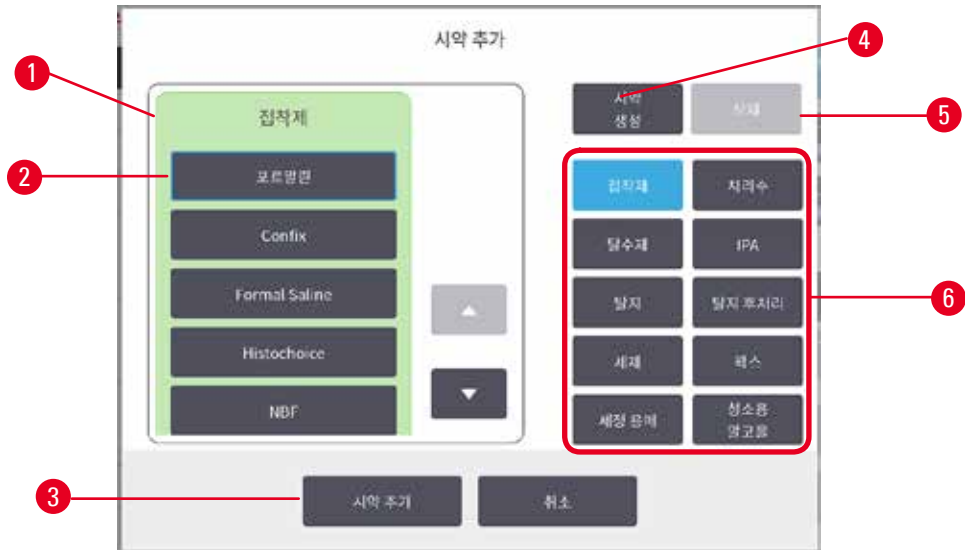 시약 추가
4
1
접착제
시약
생성
삭제
5
2
포르말린
접착제
처리수
Confix
탈수제
IPA
Formal Saline
탈지
탈지 후처리
6
Histochoice
세제
왁스
NBF
세정 용매
청소용
알코올
3
시약 추가
취소